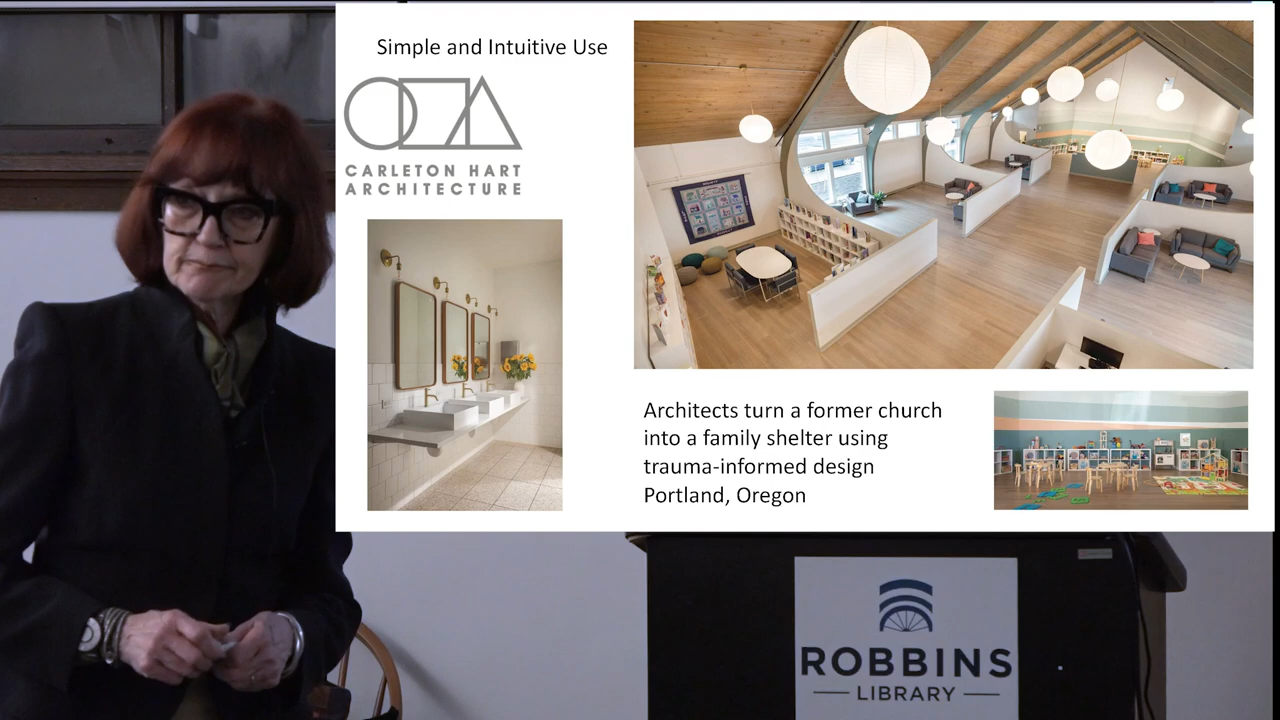 Simple and Intuitive Use
CARLETON HART
ARCHITECTURE
Architects turn a former church
into a family shelter using
trauma-informed design
Portland, Oregon
ROBBINS
LIBRARY